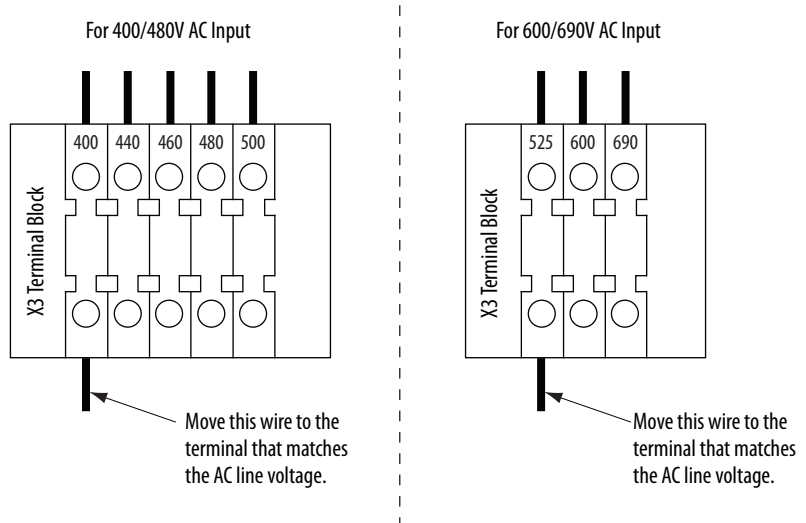 For 400/480V AC Input
400 440 460 480 500
X3 Terminal Block
Move this wire to the
terminal that matches
the AC line voltage.
For 600/690V AC Input
525 600 690
X3 Terminal Block
Move this wire to the
terminal that matches
the AC line voltage.